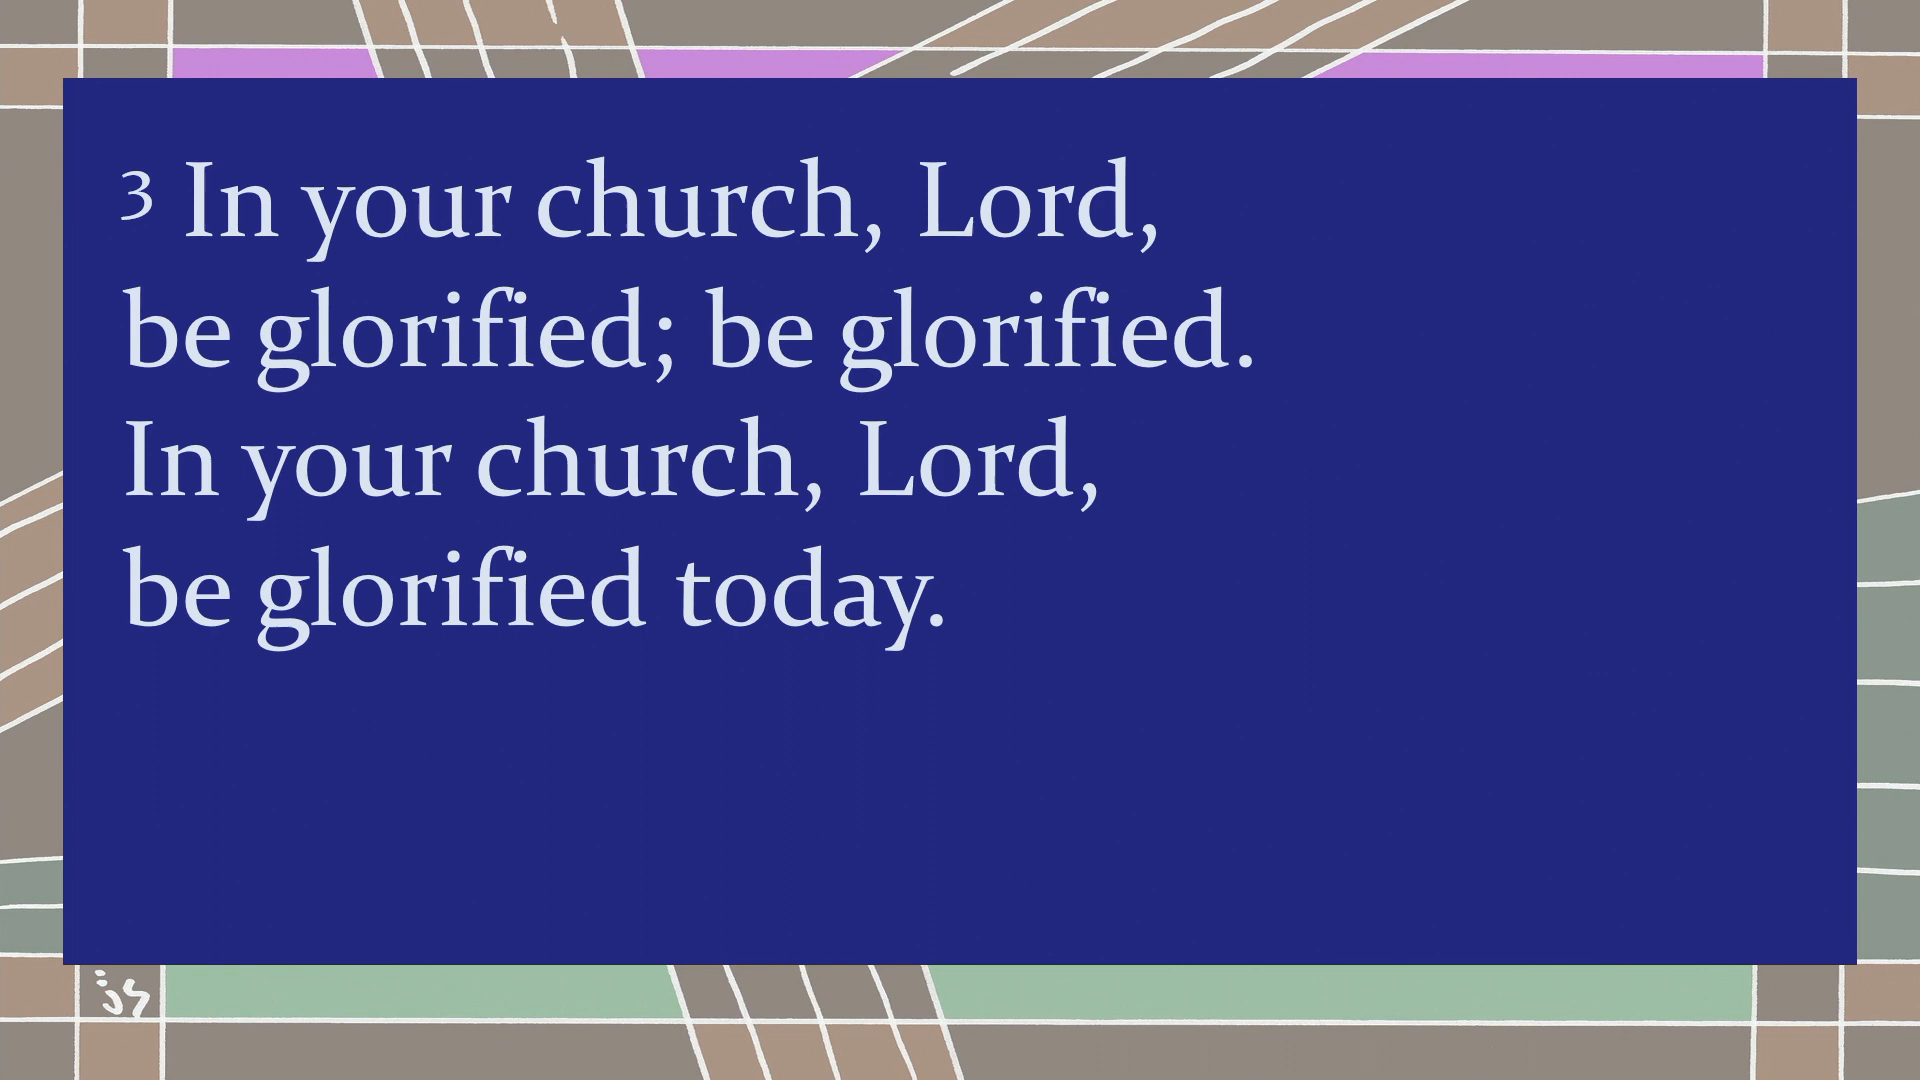 3 In your church, Lord,
be glorified; be glorified.
In your church, Lord,
be glorified today.